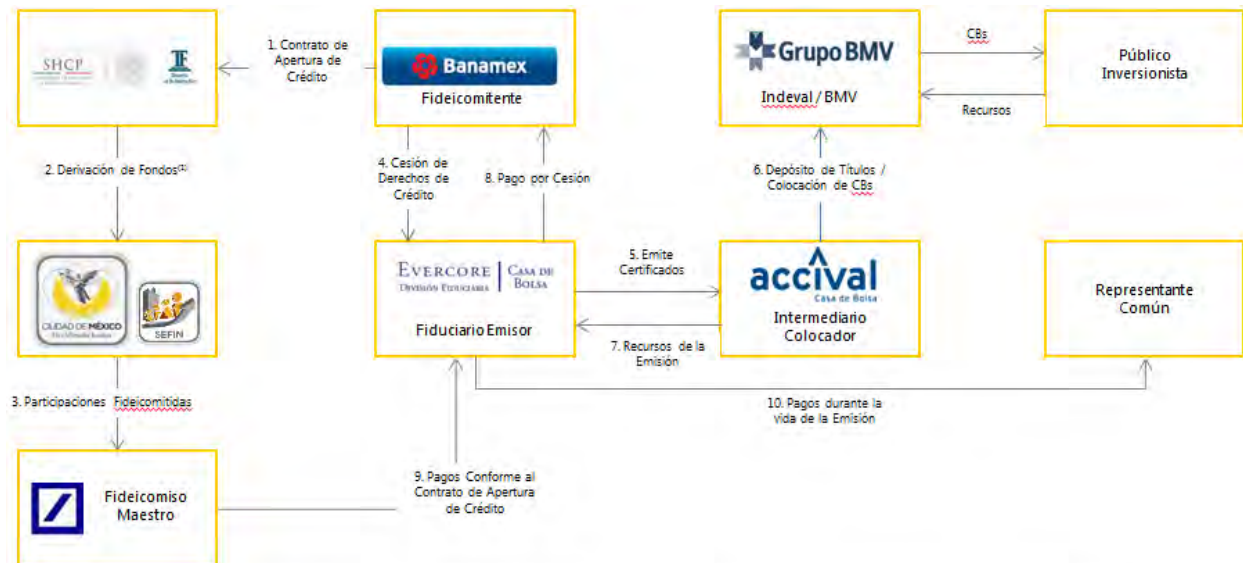 SHCP
1. Contrato de
Apertura de
Crédito
Banamex
Fideicomitente
Grupo BMV
Indeval / BMV
CBs
Recursos
Público
Inversionista
2. Derivación de Fondos⁽¹⁾
4. Cesión de
Derechos de
Crédito
8. Pago por Cesión
6. Depósito de Títulos /
Colocación de CBs
CIUDAD DE MÉXICO
SEFIN
EVERCORE
DIVISIÓN FIDUCIARIA
CASA DE
BOLSA
Fiduciario Emisor
5. Emite
Certificados
7. Recursos de la
Emisión
accival
Casa de Bolsa
Intermediario
Colocador
Representante
Común
3. Participaciones Fideicomitidas
10. Pagos durante la
vida de la Emisión
Fideicomiso
Maestro
9. Pagos Conforme al
Contrato de Apertura
de Crédito